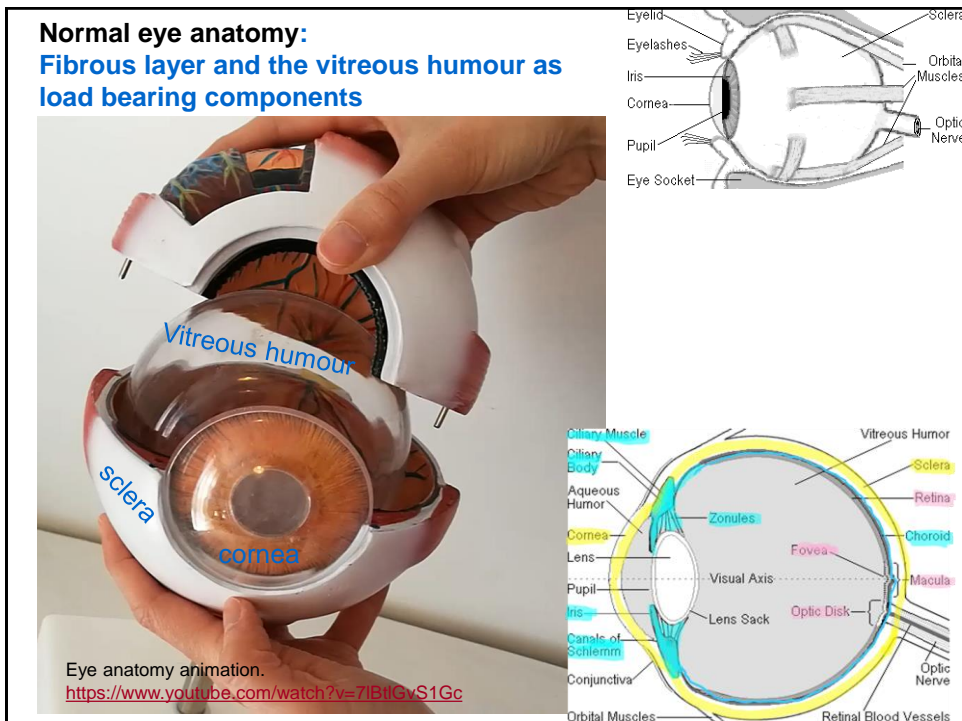 Normal eye anatomy:
Fibrous layer and the vitreous humour as
load bearing components
Eyelid
Eyelashes
Iris
Cornea
Pupil
Eye Socket
Sclera
Orbital
Muscles
Optic
Nerve
Vitreous humour
sclera
cornea
Eye anatomy animation.
https://www.youtube.com/watch?v=7IBtlGvS1Gc
Ciliary Muscle
Ciliary
Body
Aqueous
Humor
Cornea
Lens
Pupil
Iris
Canals of
Schlemm
Conjunctiva
Orbital Muscles
Zonules
Visual Axis
Lens Sack
Vitreous Humor
Sclera
Retina
Choroid
Fovea
Macula
Optic Disk
Optic
Nerve
Retinal Blood Vessels